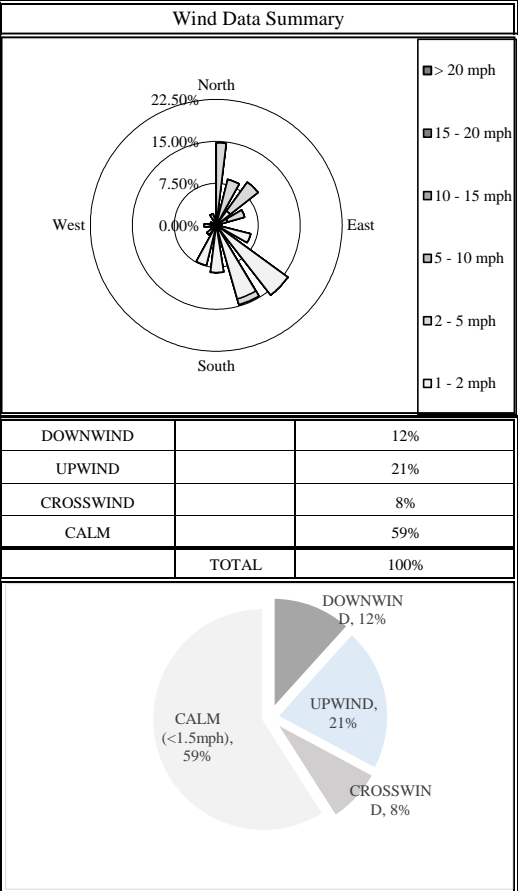 Wind Data Summary
North
22.50%
15.00%
7.50%
0.00%
West
East
South
> 20 mph
15 - 20 mph
10 - 15 mph
5 - 10 mph
2 - 5 mph
1 - 2 mph
DOWNWIND 12%
UPWIND 21%
CROSSWIND 8%
CALM 59%
TOTAL 100%
DOWNWIN
D, 12%
UPWIND,
21%
CALM
(<1.5mph),
59%
CROSSWIN
D, 8%